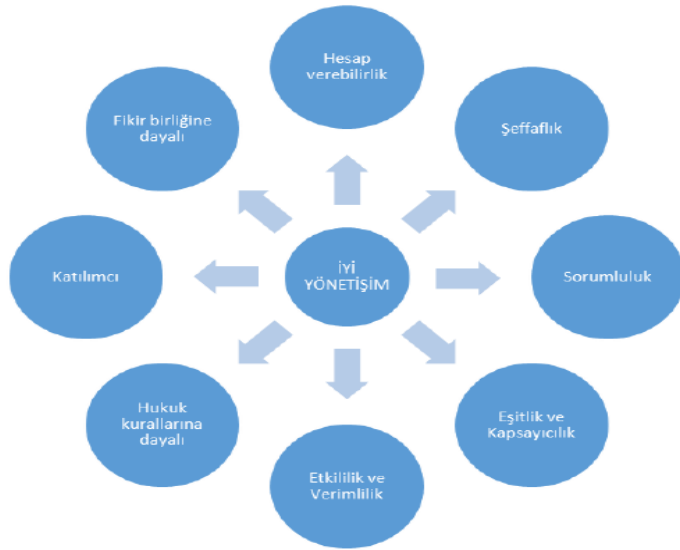 Hesap
verebilirlik
Fikir birliğine
dayalı
Şeffaflık
Katılımcı
İYİ
YÖNETİŞİM
Sorumluluk
Hukuk
kurallarına
dayalı
Eşitlik ve
Kapsayıcılık
Etkililik ve
Verimlilik